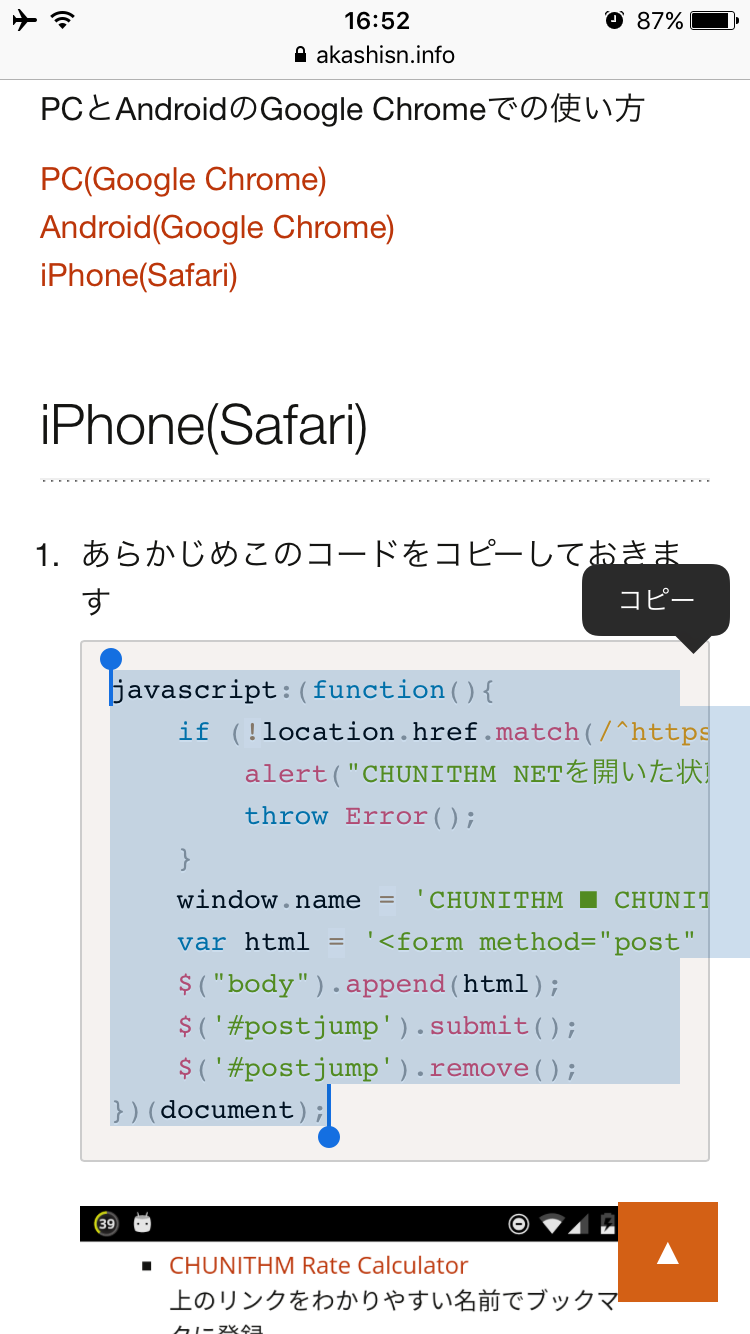 16:52
87%
akashisn.info
PCとAndroidのGoogle Chromeでの使い方
PC(Google Chrome)
Android(Google Chrome)
iPhone(Safari)
iPhone(Safari)
1. あらかじめこのコードをコピーしておきま
す
コピー
javascript:(function(){
if (!location.href.match(/^https
alert("CHUNITHM NETを開いた状
throw Error();
}
window.name = 'CHUNITHM ■ CHUNIT
var html = '<form method="post"
$("body").append(html);
$('#postjump').submit();
$('#postjump').remove();
})(document);
39
▲
■ CHUNITHM Rate Calculator
上のリンクをわかりやすい名前でブックマ
クに登録